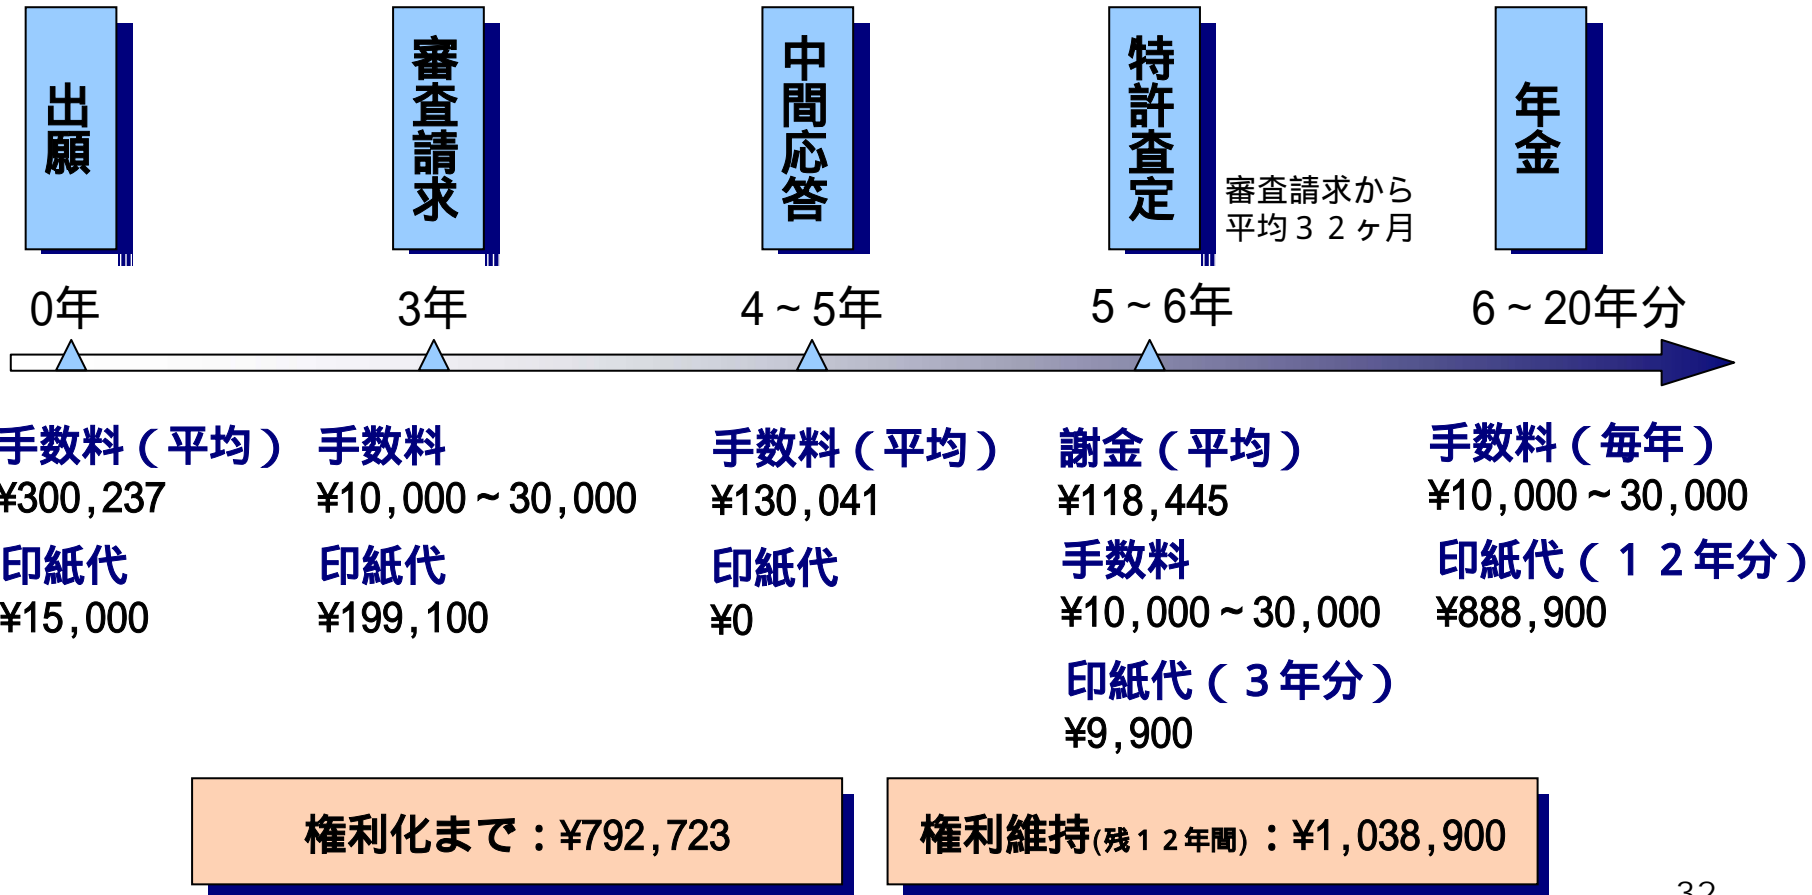 出願
審査請求
中間応答
特許査定
審査請求から
平均３２ヶ月
年金
0年
3年
4～5年
5～6年
6～20年分
手数料（平均）
¥300,237
印紙代
¥15,000
手数料
¥10,000～30,000
印紙代
¥199,100
手数料（平均）
¥130,041
印紙代
¥0
謝金（平均）
¥118,445
手数料
¥10,000～30,000
印紙代（３年分）
¥9,900
手数料（毎年）
¥10,000～30,000
印紙代（１２年分）
¥888,900
権利化まで：¥792,723
権利維持(残１２年間)：¥1,038,900
32